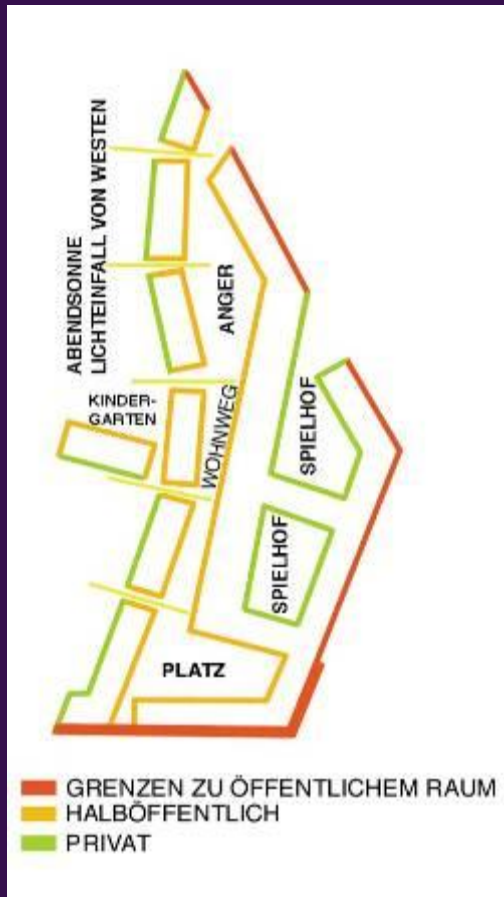 ABENDSONNE
LICHTEINFALL VON WESTEN
ANGER
KINDER-
GARTEN
WOHNWEG
SPIELHOF
SPIELHOF
PLATZ
GRENZEN ZU ÖFFENTLICHEM RAUM
HALBÖFFENTLICH
PRIVAT